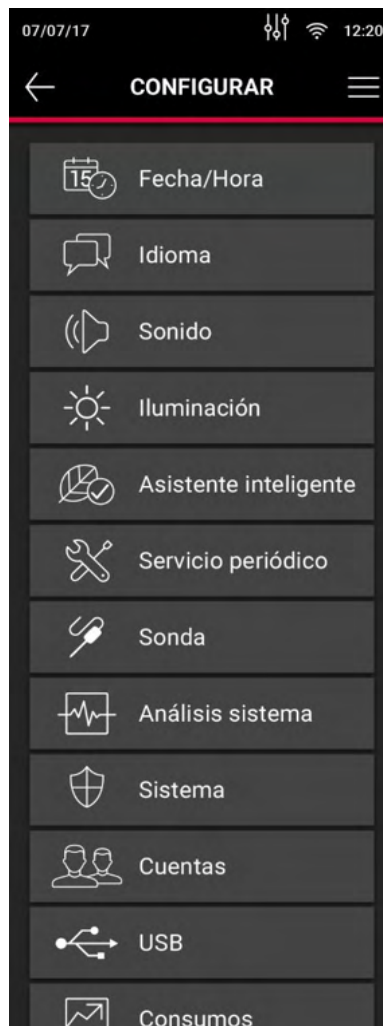 07/07/17 12:20
CONFIGURAR
15 Fecha/Hora
Idioma
Sonido
Iluminación
Asistente inteligente
Servicio periódico
Sonda
Análisis sistema
Sistema
Cuentas
USB
Consumos